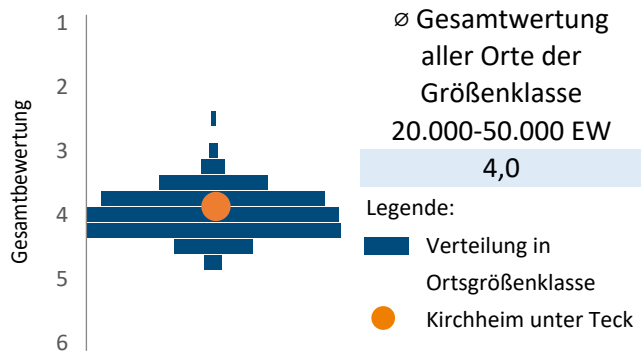 Gesamtbewertung
1
2
3
4
5
6
⌀ Gesamtwertung
aller Orte der
Größenklasse
20.000-50.000 EW
4,0
Legende:
Verteilung in
Ortsgrößenklasse
Kirchheim unter Teck